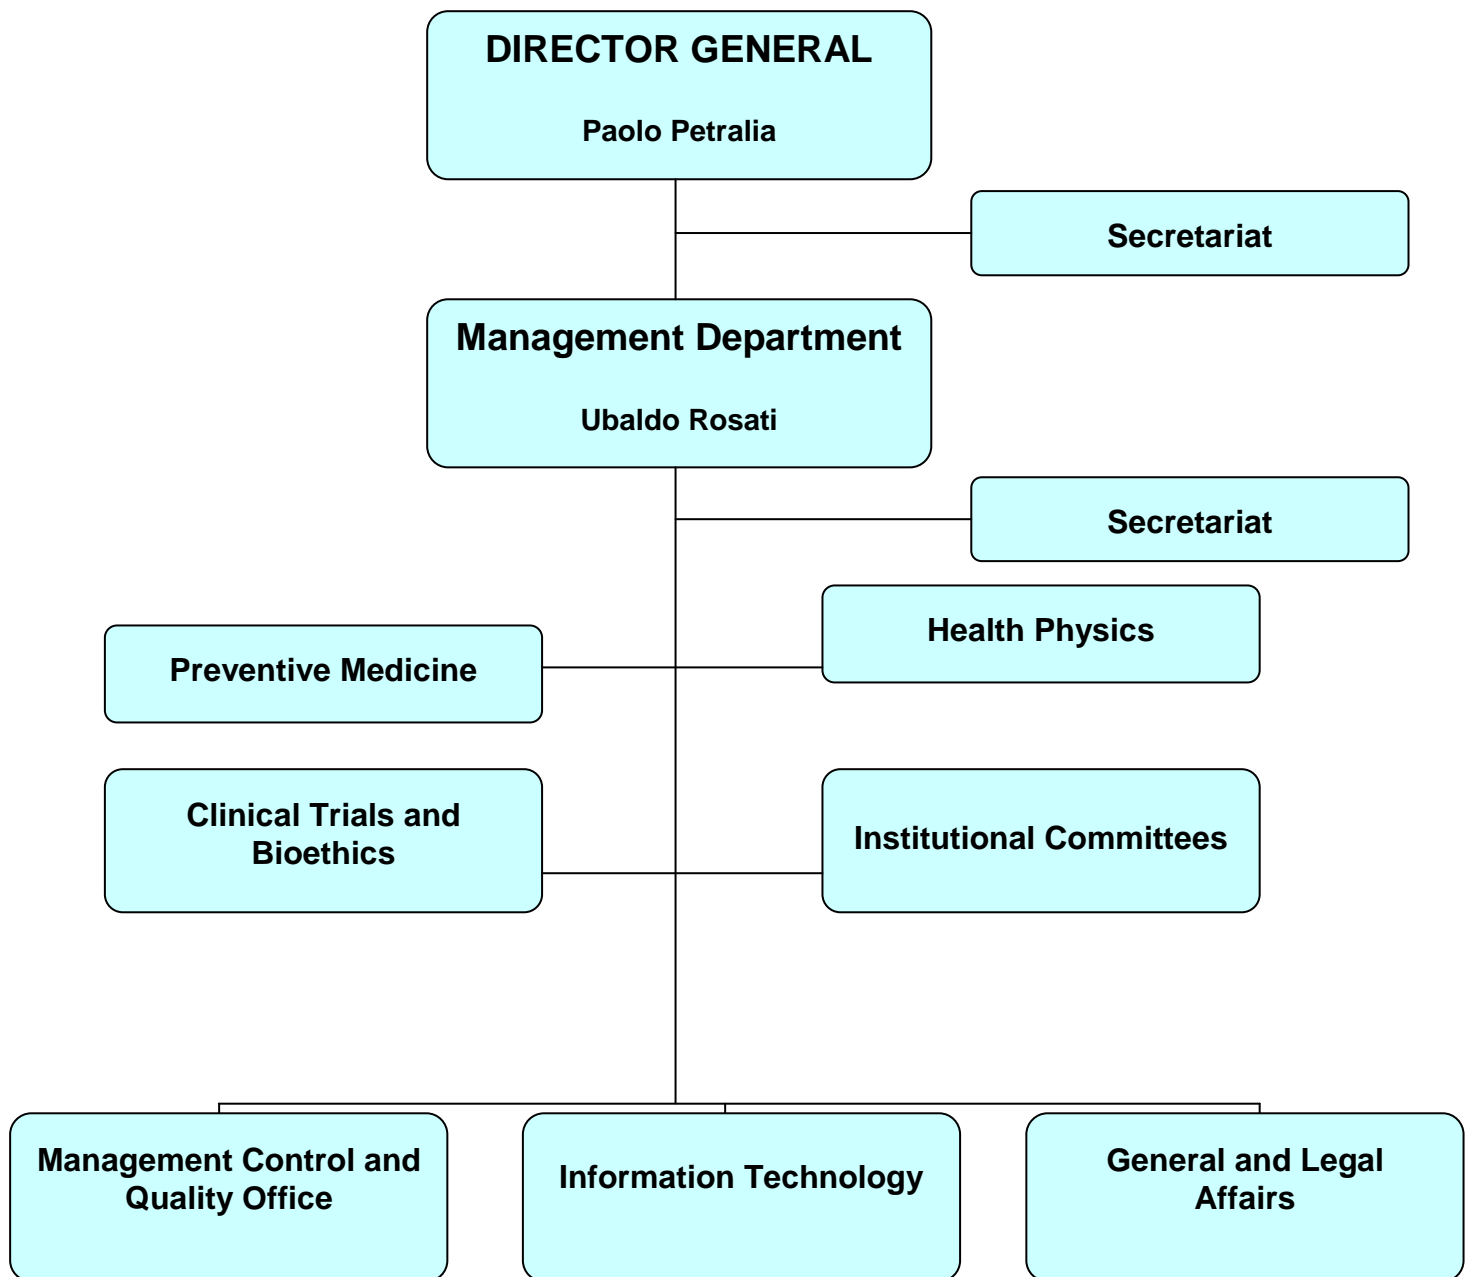 DIRECTOR GENERAL
Paolo Petralia
Secretariat
Management Department
Ubaldo Rosati
Secretariat
Health Physics
Preventive Medicine
Clinical Trials and
Bioethics
Institutional Committees
Management Control and
Quality Office
Information Technology
General and Legal
Affairs